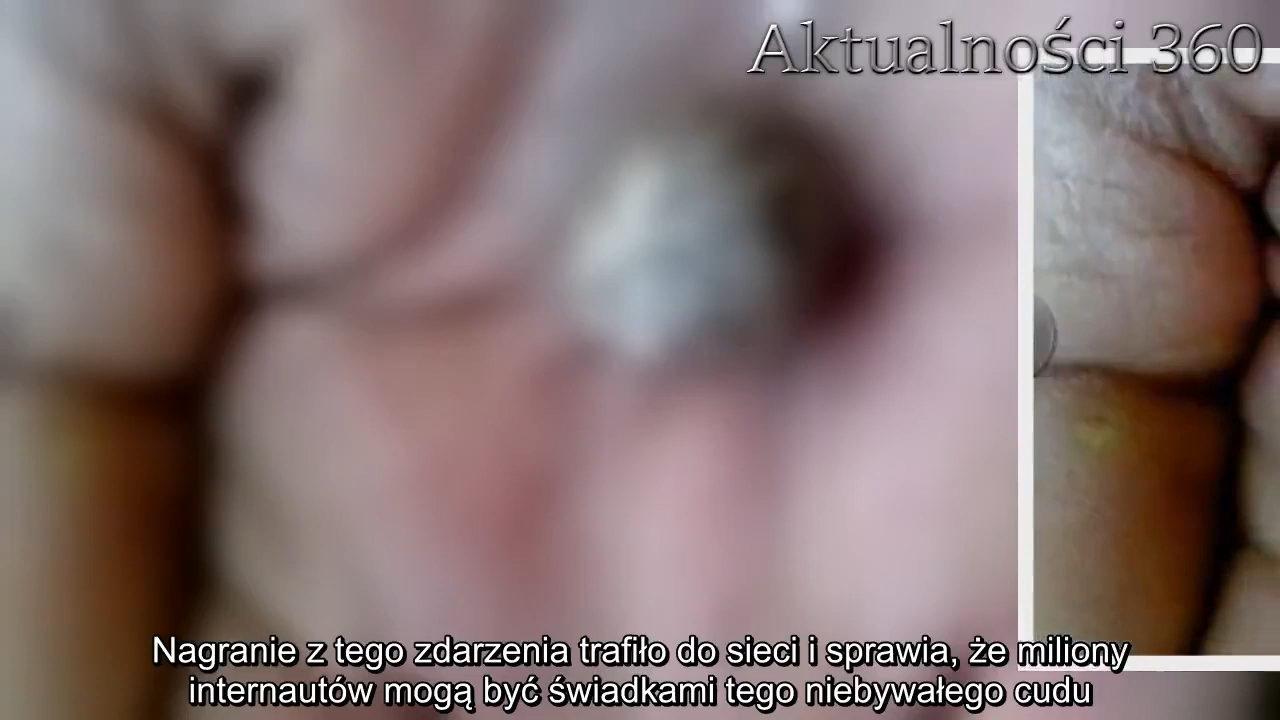 Aktualności 360
Nagranie z tego zdarzenia trafiło do sieci i sprawia, że miliony
internautów mogą być świadkami tego niebywałego cudu